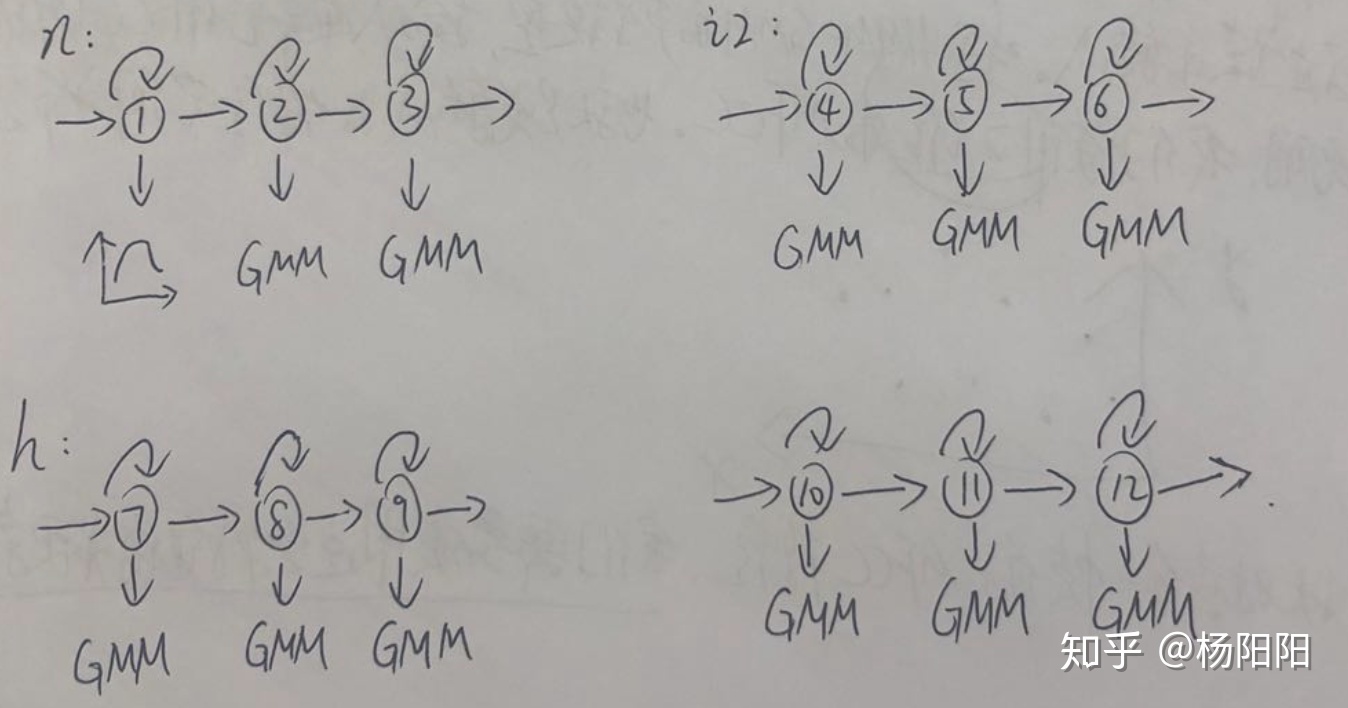 n: i2:
① ② ③ ④ ⑤ ⑥
GMM GMM GMM GMM GMM
h:
⑦ ⑧ ⑨ ⑩ ⑪ ⑫
GMM GMM GMM GMM GMM GMM
知乎 @杨阳阳